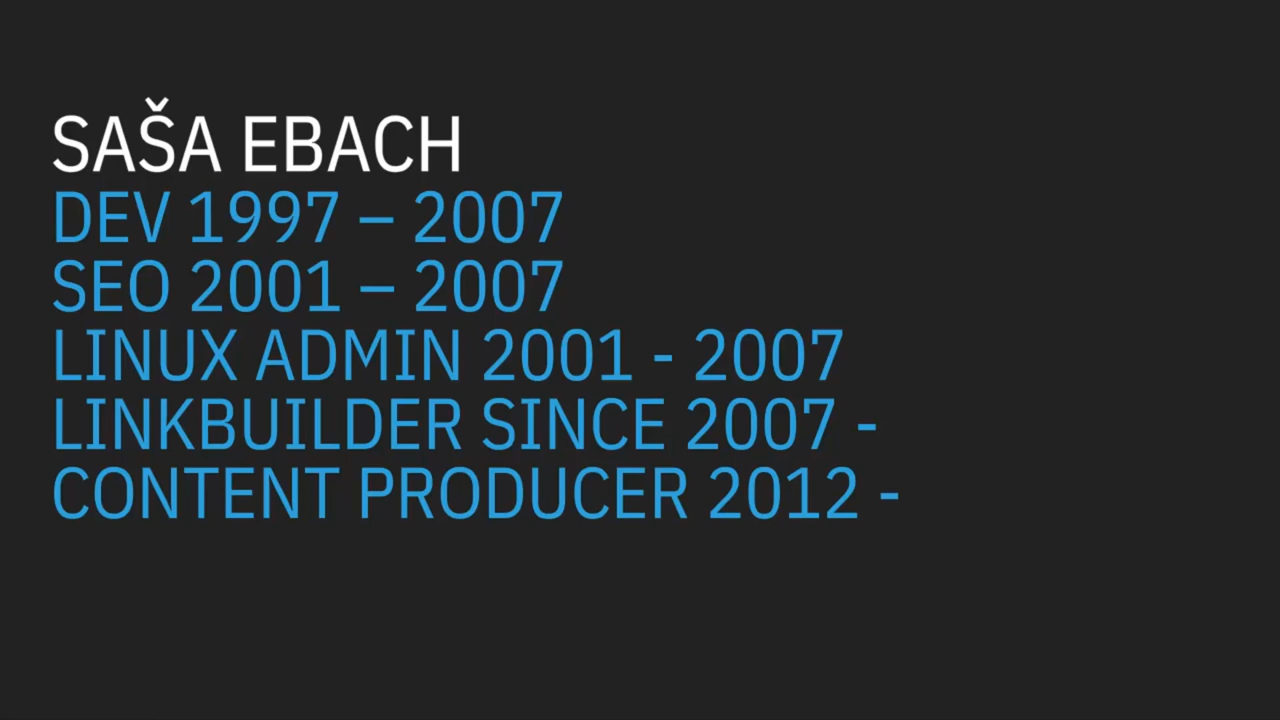 SAŠA EBACH
DEV 1997 – 2007
SEO 2001 – 2007
LINUX ADMIN 2001 - 2007
LINKBUILDER SINCE 2007 -
CONTENT PRODUCER 2012 -